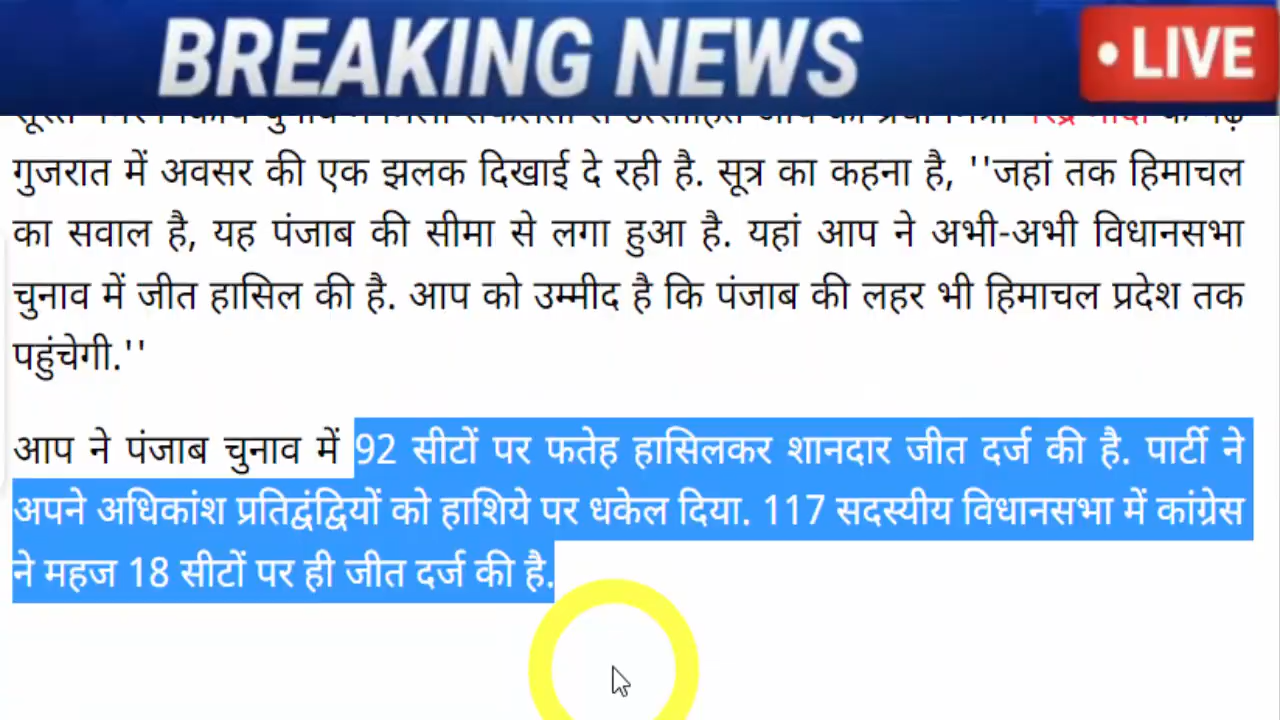 BREAKING NEWS
• LIVE
गुजरात में अवसर की एक झलक दिखाई दे रही है. सूत्र का कहना है, ''जहां तक हिमाचल
का सवाल है, यह पंजाब की सीमा से लगा हुआ है. यहां आप ने अभी-अभी विधानसभा
चुनाव में जीत हासिल की है. आप को उम्मीद है कि पंजाब की लहर भी हिमाचल प्रदेश तक
पहुंचेगी.''
आप ने पंजाब चुनाव में 92 सीटों पर फतेह हासिलकर शानदार जीत दर्ज की है. पार्टी ने
अपने अधिकांश प्रतिद्वंद्वियों को हाशिये पर धकेल दिया. 117 सदस्यीय विधानसभा में कांग्रेस
ने महज 18 सीटों पर ही जीत दर्ज की है.